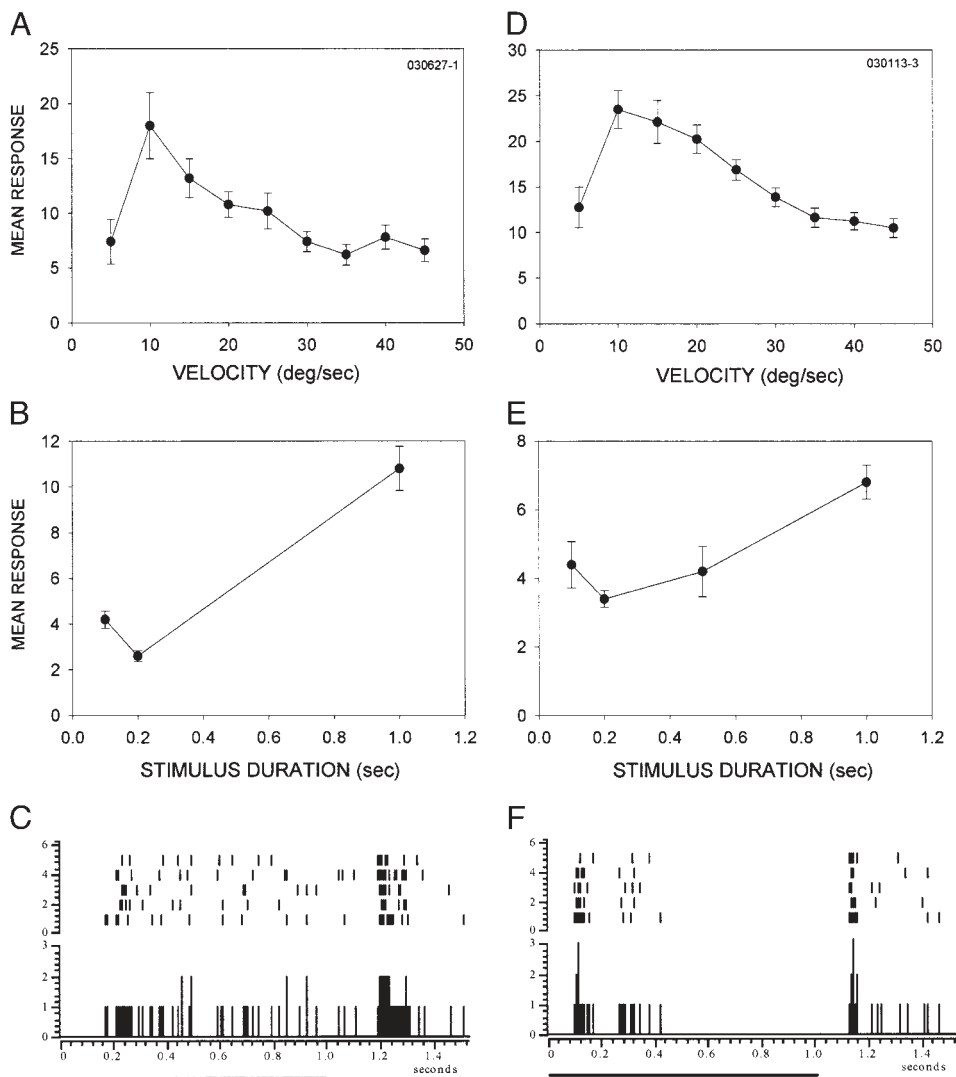 A
030627-1
MEAN RESPONSE
25
20
15
10
5
0
0 10 20 30 40 50
VELOCITY (deg/sec)
D
030113-3
30
25
20
15
10
5
0
0 10 20 30 40 50
VELOCITY (deg/sec)
B
MEAN RESPONSE
12
10
8
6
4
2
0
0.0 0.2 0.4 0.6 0.8 1.0 1.2
STIMULUS DURATION (sec)
E
8
6
4
2
0
0.0 0.2 0.4 0.6 0.8 1.0 1.2
STIMULUS DURATION (sec)
C
6
4
2
0
3
2
1
0
0 0.2 0.4 0.6 0.8 1.0 1.2 1.4
seconds
F
6
4
2
0
3
2
1
0
0 0.2 0.4 0.6 0.8 1.0 1.2 1.4
seconds